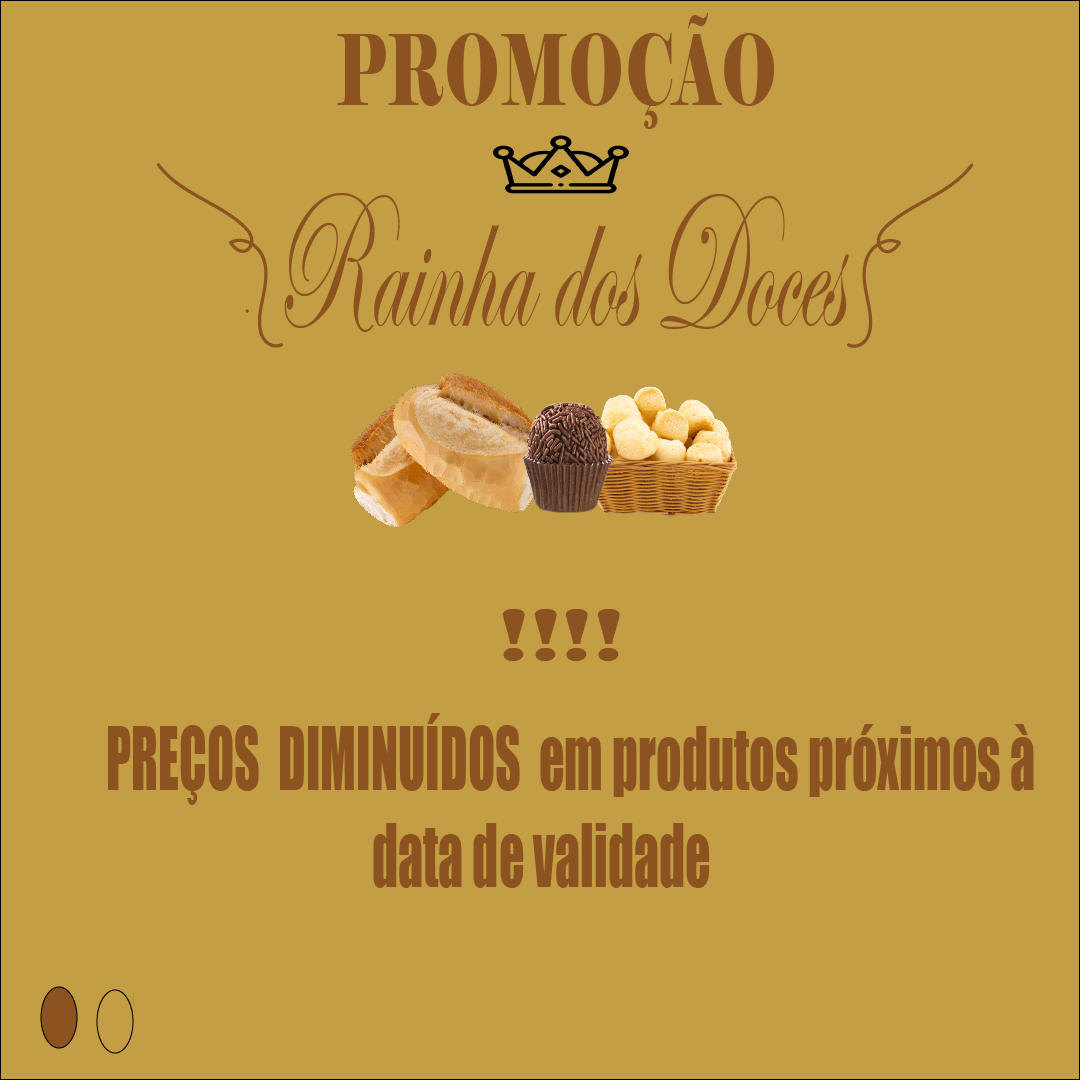 PROMOÇÃO
Rainha dos Doces
!!!!
PREÇOS DIMINUÍDOS em produtos próximos à
data de validade